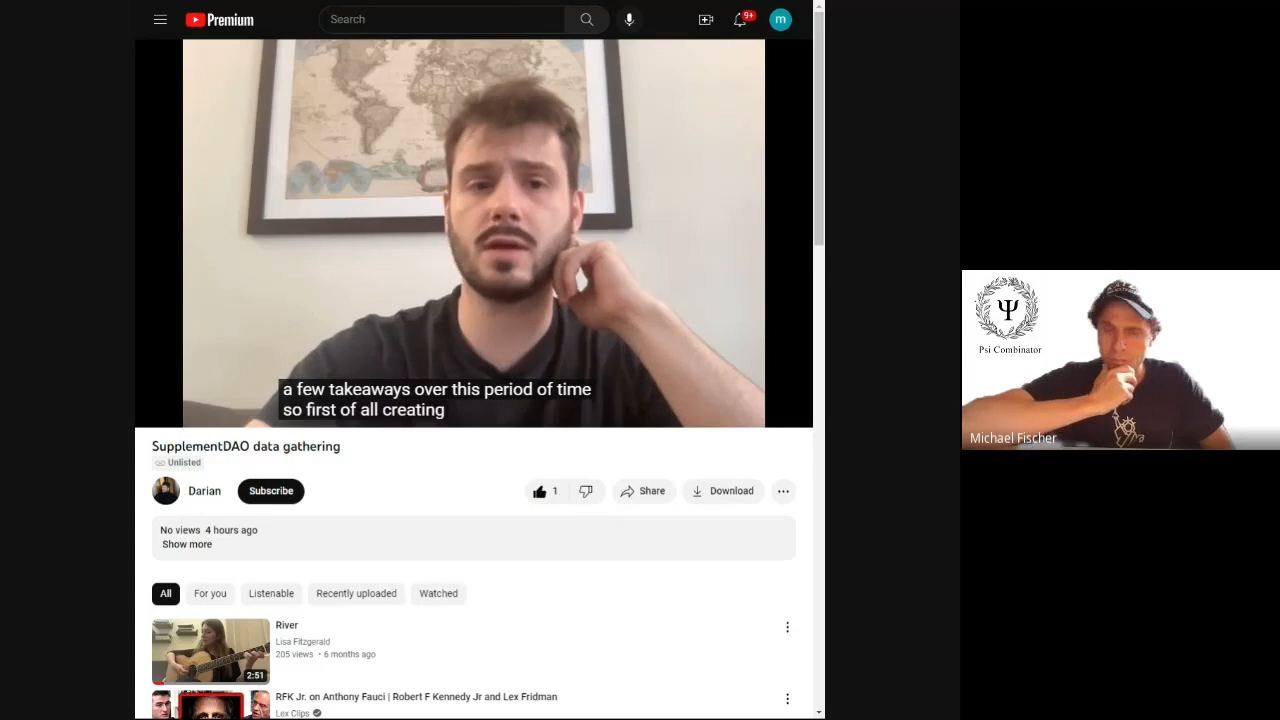 Premium
Search
9+
m
a few takeaways over this period of time
so first of all creating
SupplementDAO data gathering
Unlisted
Darian
Subscribe
1
Share
Download
No views 4 hours ago
Show more
All
For you
Listenable
Recently uploaded
Watched
River
Lisa Fitzgerald
205 views • 6 months ago
2:51
RFK Jr. on Anthony Fauci | Robert F Kennedy Jr and Lex Fridman
Lex Clips
Ψ
Psi Combinator
Michael Fischer